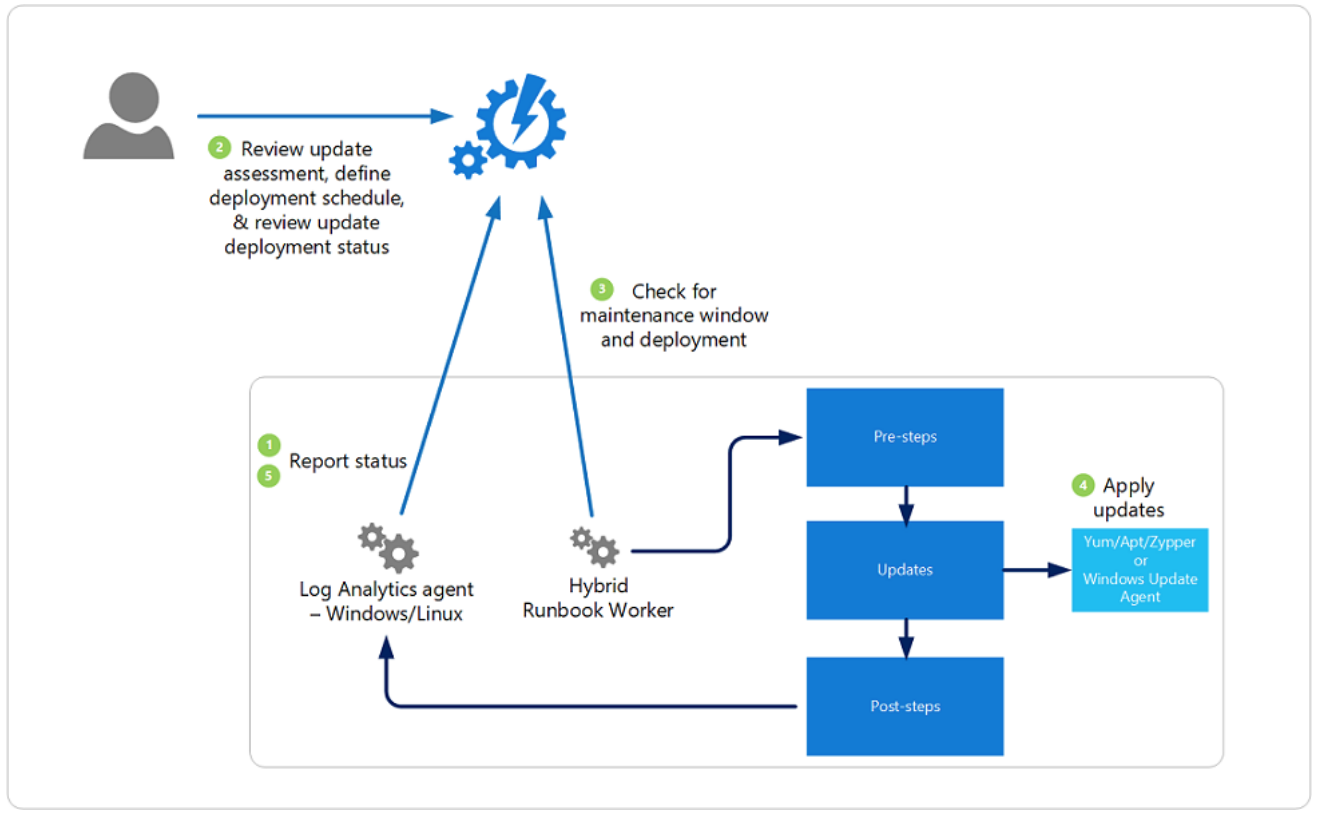 2 Review update
assessment, define
deployment schedule,
& review update
deployment status
3 Check for
maintenance window
and deployment
1
5
Report status
Log Analytics agent
– Windows/Linux
Hybrid
Runbook Worker
Pre-steps
Updates
Post-steps
4 Apply
updates
Yum/Apt/Zypper
or
Windows Update
Agent